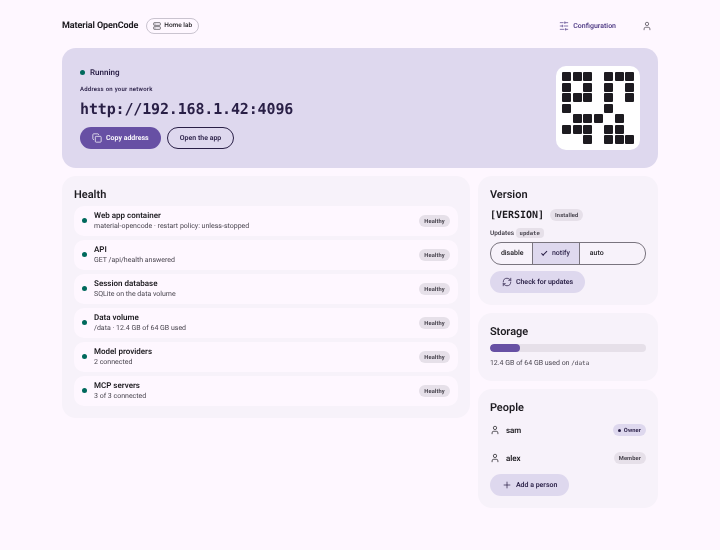 Material OpenCode
Home lab
Configuration
Running
Address on your network
http://192.168.1.42:4096
Copy address
Open the app
Health
Web app container
material-opencode · restart policy: unless-stopped
Healthy
API
GET /api/health answered
Healthy
Session database
SQLite on the data volume
Healthy
Data volume
/data · 12.4 GB of 64 GB used
Healthy
Model providers
2 connected
Healthy
MCP servers
3 of 3 connected
Healthy
Version
[VERSION] Installed
Updates update
disable notify auto
Check for updates
Storage
12.4 GB of 64 GB used on /data
People
sam Owner
alex Member
Add a person